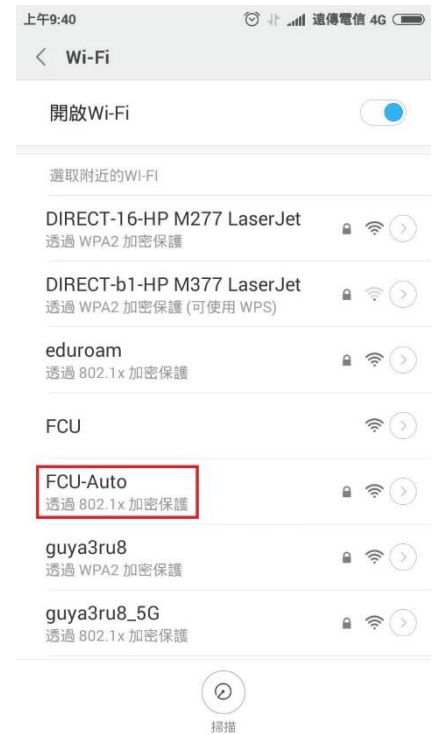 上午9:40 遠傳電信 4G
Wi-Fi
開啟Wi-Fi
選取附近的WI-FI
DIRECT-16-HP M277 LaserJet
透過 WPA2 加密保護
DIRECT-b1-HP M377 LaserJet
透過 WPA2 加密保護 (可使用 WPS)
eduroam
透過 802.1x 加密保護
FCU
FCU-Auto
透過 802.1x 加密保護
guya3ru8
透過 WPA2 加密保護
guya3ru8_5G
透過 802.1x 加密保護
掃描